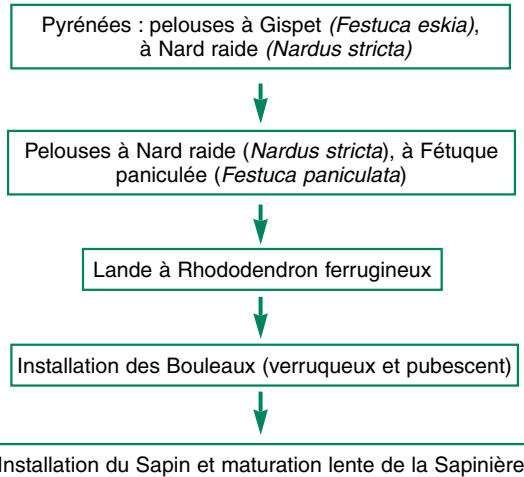 Pyrénées : pelouses à Gispet (Festuca eskia),
à Nard raide (Nardus stricta)
Pelouses à Nard raide (Nardus stricta), à Fétuque
paniculée (Festuca paniculata)
Lande à Rhododendron ferrugineux
Installation des Bouleaux (verruqueux et pubescent)
Installation du Sapin et maturation lente de la Sapinière